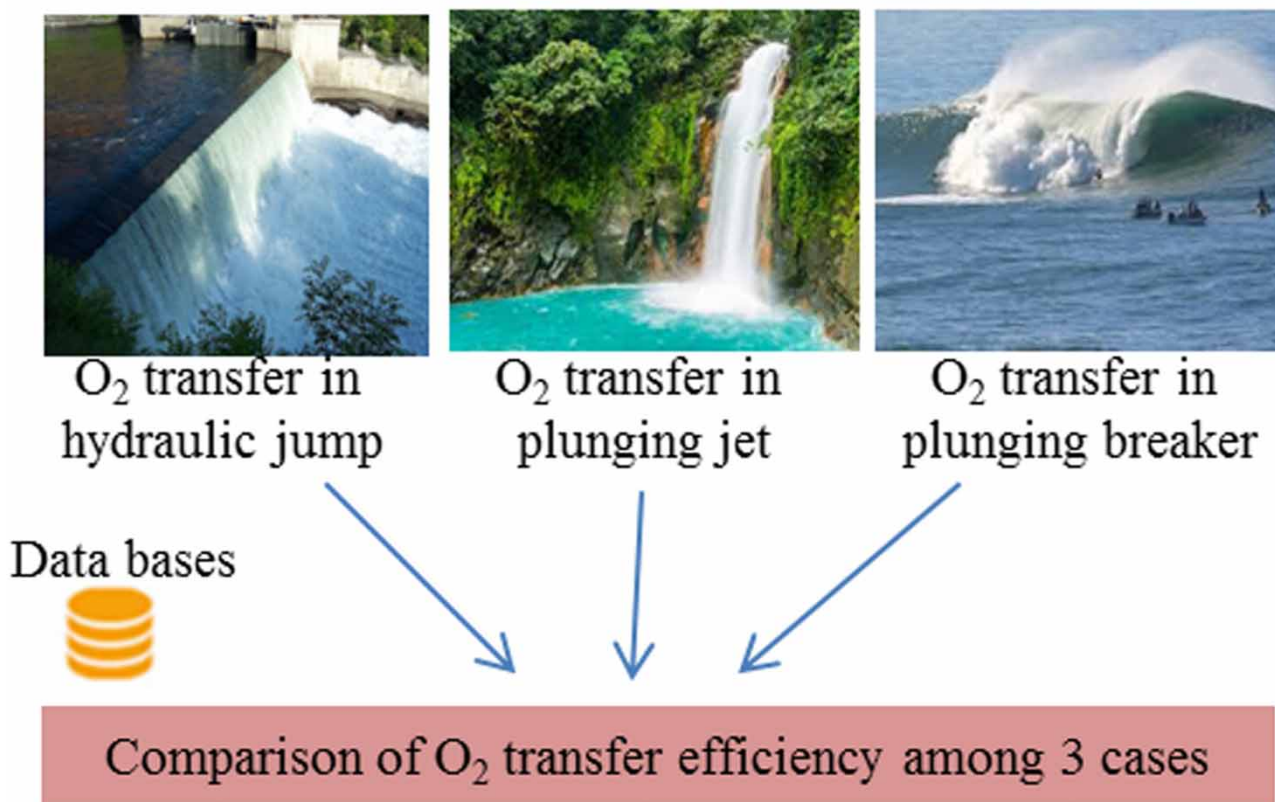 O₂ transfer in
hydraulic jump
O₂ transfer in
plunging jet
O₂ transfer in
plunging breaker
Data bases
Comparison of O₂ transfer efficiency among 3 cases